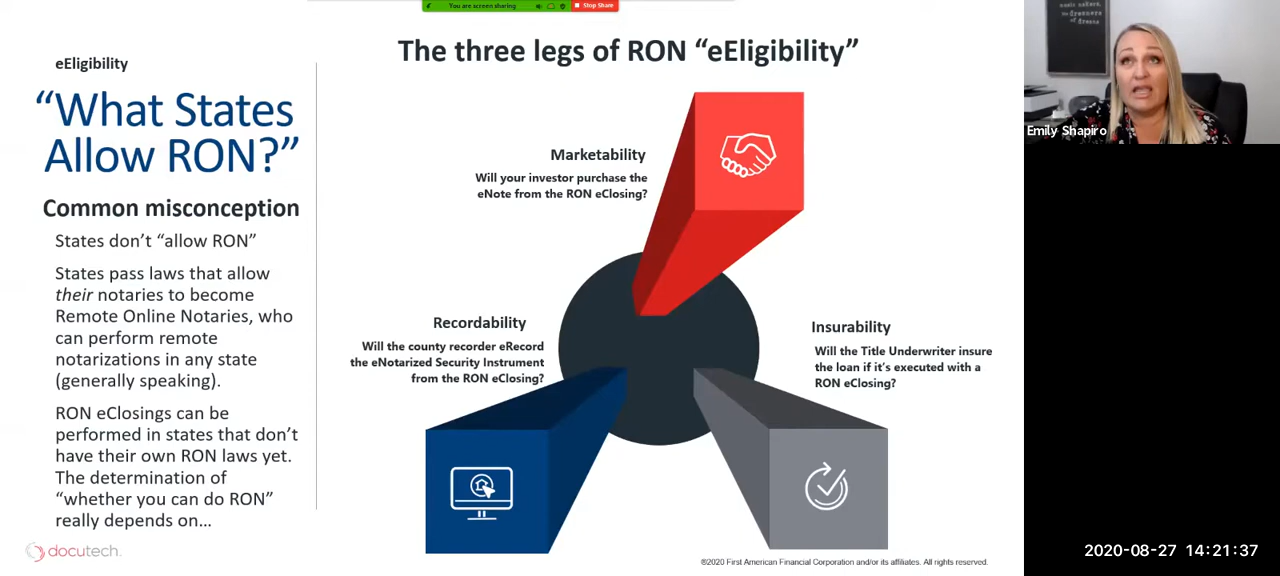 You are screen sharing
Stop Share
eEligibility
“What States
Allow RON?”
Common misconception
States don’t “allow RON”
States pass laws that allow
their notaries to become
Remote Online Notaries, who
can perform remote
notarizations in any state
(generally speaking).
RON eClosings can be
performed in states that don’t
have their own RON laws yet.
The determination of
“whether you can do RON”
really depends on…
docutech.
The three legs of RON “eEligibility”
Marketability
Will your investor purchase the
eNote from the RON eClosing?
Recordability
Will the county recorder eRecord
the eNotarized Security Instrument
from the RON eClosing?
Insurability
Will the Title Underwriter insure
the loan if it’s executed with a
RON eClosing?
©2020 First American Financial Corporation and/or its affiliates. All rights reserved.
music makers,
dreamers
of dreams
Emily Shapiro
2020-08-27 14:21:37